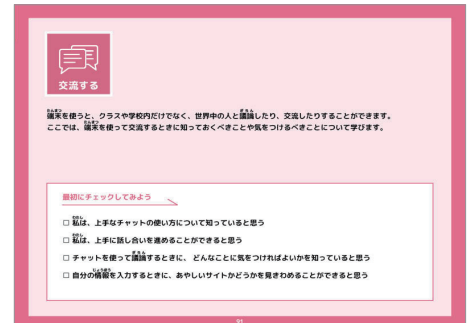 交流する
端末を使うと、クラスや学校内だけでなく、世界中の人と議論したり、交流したりすることができます。
ここでは、端末を使って交流するときに知っておくべきことや気をつけるべきことについて学びます。
最初にチェックしてみよう
□ 私は、上手なチャットの使い方について知っていると思う
□ 私は、上手に話し合いを進めることができると思う
□ チャットを使って議論するときに、どんなことに気をつければよいかを知っていると思う
□ 自分の情報を入力するときに、あやしいサイトかどうかを見きわめることができると思う
91